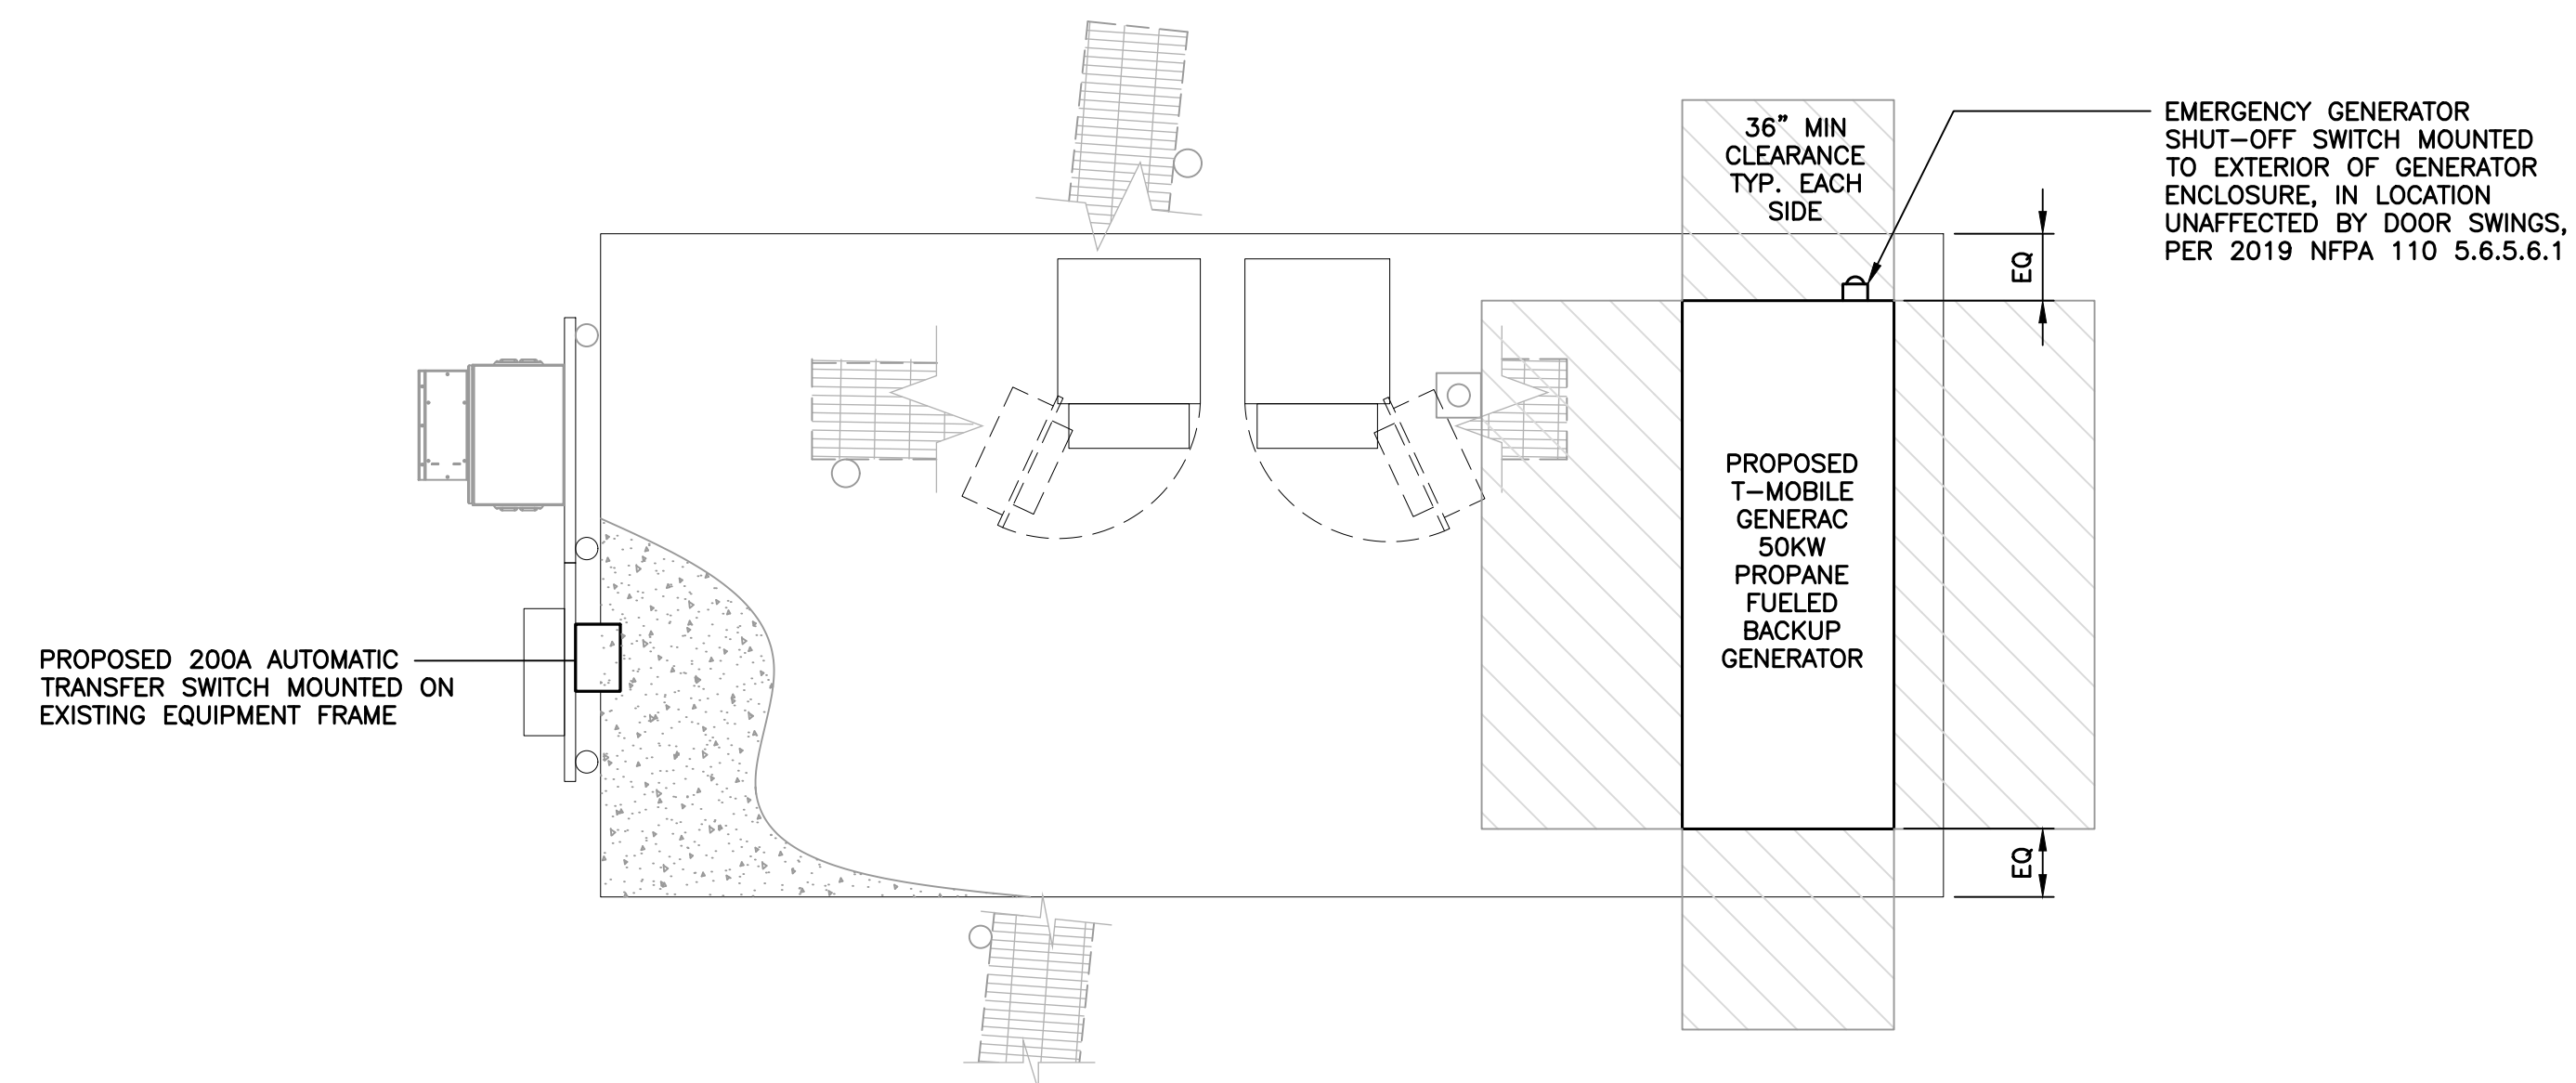 36" MIN
CLEARANCE
TYP. EACH
SIDE
EMERGENCY GENERATOR
SHUT-OFF SWITCH MOUNTED
TO EXTERIOR OF GENERATOR
ENCLOSURE, IN LOCATION
UNAFFECTED BY DOOR SWINGS,
PER 2019 NFPA 110 5.6.5.6.1
EQ
PROPOSED
T-MOBILE
GENERAC
50KW
PROPANE
FUELED
BACKUP
GENERATOR
PROPOSED 200A AUTOMATIC
TRANSFER SWITCH MOUNTED ON
EXISTING EQUIPMENT FRAME
EQ